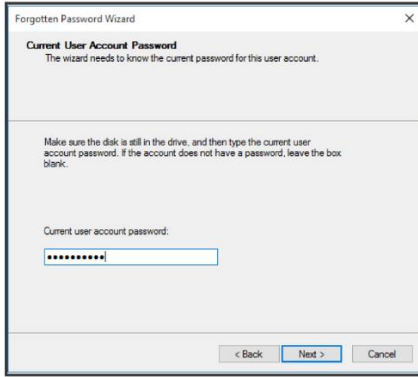 Forgotten Password Wizard
Current User Account Password
The wizard needs to know the current password for this user account.
Make sure the disk is still in the drive, and then type the current user
account password. If the account does not have a password, leave the box
blank.
Current user account password:
••••••••••
< Back Next > Cancel